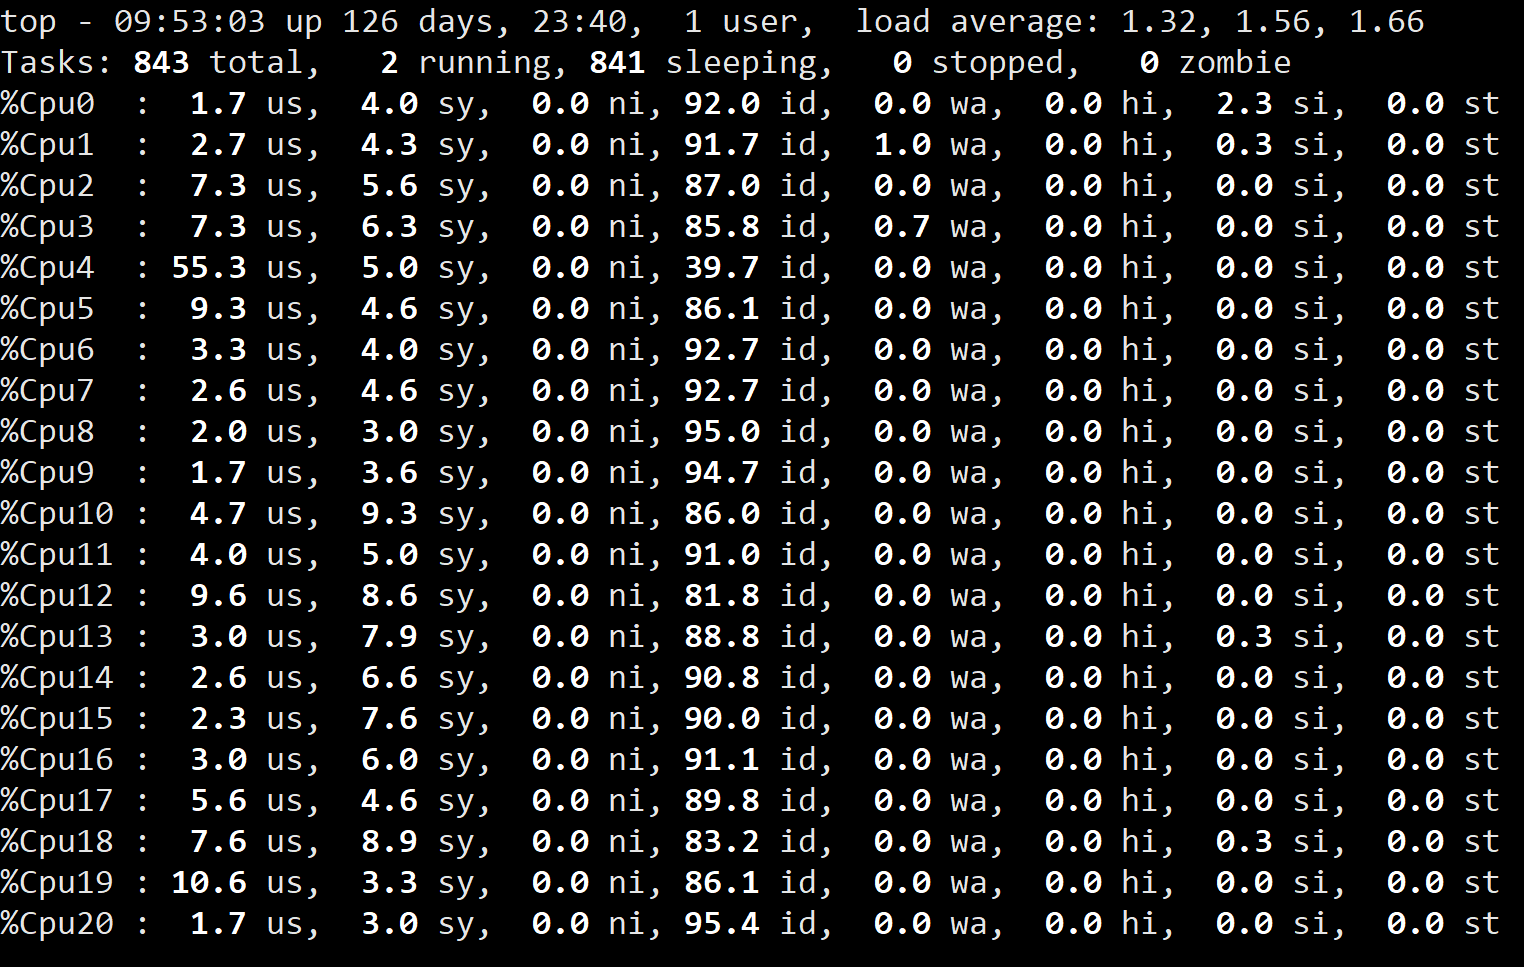 top - 09:53:03 up 126 days, 23:40,  1 user,  load average: 1.32, 1.56, 1.66
Tasks: 843 total,   2 running, 841 sleeping,   0 stopped,   0 zombie
%Cpu0  :  1.7 us,  4.0 sy,  0.0 ni, 92.0 id,  0.0 wa,  0.0 hi,  2.3 si,  0.0 st
%Cpu1  :  2.7 us,  4.3 sy,  0.0 ni, 91.7 id,  1.0 wa,  0.0 hi,  0.3 si,  0.0 st
%Cpu2  :  7.3 us,  5.6 sy,  0.0 ni, 87.0 id,  0.0 wa,  0.0 hi,  0.0 si,  0.0 st
%Cpu3  :  7.3 us,  6.3 sy,  0.0 ni, 85.8 id,  0.7 wa,  0.0 hi,  0.0 si,  0.0 st
%Cpu4  : 55.3 us,  5.0 sy,  0.0 ni, 39.7 id,  0.0 wa,  0.0 hi,  0.0 si,  0.0 st
%Cpu5  :  9.3 us,  4.6 sy,  0.0 ni, 86.1 id,  0.0 wa,  0.0 hi,  0.0 si,  0.0 st
%Cpu6  :  3.3 us,  4.0 sy,  0.0 ni, 92.7 id,  0.0 wa,  0.0 hi,  0.0 si,  0.0 st
%Cpu7  :  2.6 us,  4.6 sy,  0.0 ni, 92.7 id,  0.0 wa,  0.0 hi,  0.0 si,  0.0 st
%Cpu8  :  2.0 us,  3.0 sy,  0.0 ni, 95.0 id,  0.0 wa,  0.0 hi,  0.0 si,  0.0 st
%Cpu9  :  1.7 us,  3.6 sy,  0.0 ni, 94.7 id,  0.0 wa,  0.0 hi,  0.0 si,  0.0 st
%Cpu10 :  4.7 us,  9.3 sy,  0.0 ni, 86.0 id,  0.0 wa,  0.0 hi,  0.0 si,  0.0 st
%Cpu11 :  4.0 us,  5.0 sy,  0.0 ni, 91.0 id,  0.0 wa,  0.0 hi,  0.0 si,  0.0 st
%Cpu12 :  9.6 us,  8.6 sy,  0.0 ni, 81.8 id,  0.0 wa,  0.0 hi,  0.0 si,  0.0 st
%Cpu13 :  3.0 us,  7.9 sy,  0.0 ni, 88.8 id,  0.0 wa,  0.0 hi,  0.3 si,  0.0 st
%Cpu14 :  2.6 us,  6.6 sy,  0.0 ni, 90.8 id,  0.0 wa,  0.0 hi,  0.0 si,  0.0 st
%Cpu15 :  2.3 us,  7.6 sy,  0.0 ni, 90.0 id,  0.0 wa,  0.0 hi,  0.0 si,  0.0 st
%Cpu16 :  3.0 us,  6.0 sy,  0.0 ni, 91.1 id,  0.0 wa,  0.0 hi,  0.0 si,  0.0 st
%Cpu17 :  5.6 us,  4.6 sy,  0.0 ni, 89.8 id,  0.0 wa,  0.0 hi,  0.0 si,  0.0 st
%Cpu18 :  7.6 us,  8.9 sy,  0.0 ni, 83.2 id,  0.0 wa,  0.0 hi,  0.3 si,  0.0 st
%Cpu19 : 10.6 us,  3.3 sy,  0.0 ni, 86.1 id,  0.0 wa,  0.0 hi,  0.0 si,  0.0 st
%Cpu20 :  1.7 us,  3.0 sy,  0.0 ni, 95.4 id,  0.0 wa,  0.0 hi,  0.0 si,  0.0 st